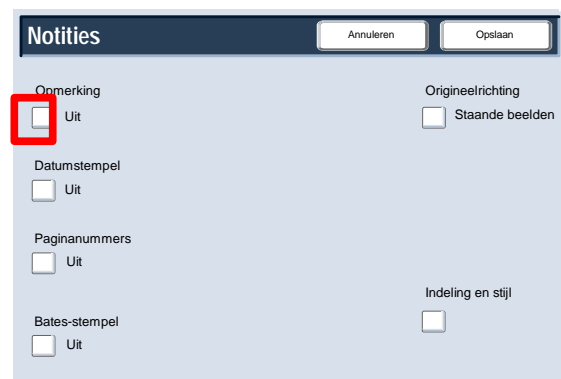 Notities Annuleren Opslaan
Opmerking Origineelrichting
Uit Staande beelden
Datumstempel
Uit
Paginanummers
Uit
Indeling en stijl
Bates-stempel
Uit